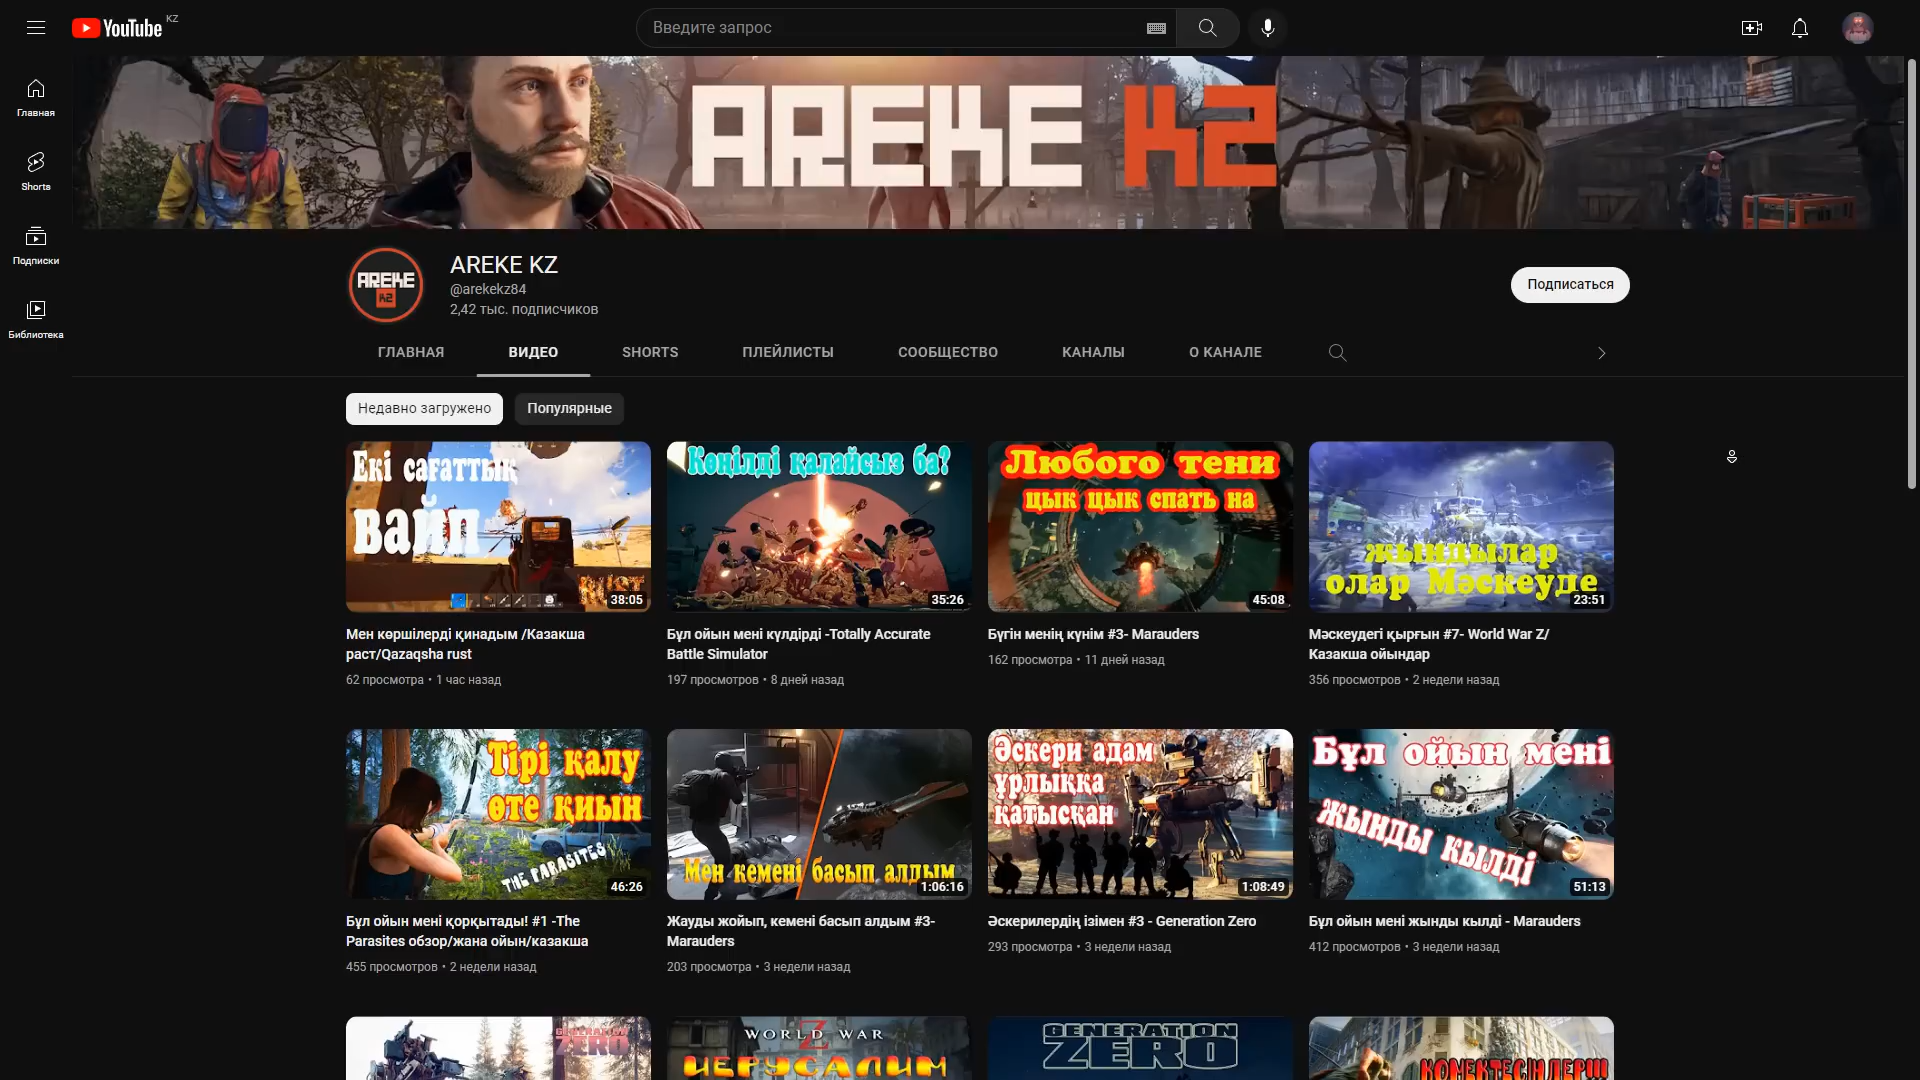 YouTube KZ
Введите запрос
Главная
Shorts
Подписки
Библиотека
AREKE KZ
AREKE
KZ
AREKE KZ
@arekekz84
2,42 тыс. подписчиков
Подписаться
ГЛАВНАЯ ВИДЕО SHORTS ПЛЕЙЛИСТЫ СООБЩЕСТВО КАНАЛЫ О КАНАЛЕ
Недавно загружено Популярные
Екі сағаттық
вайп
38:05
Мен көршілерді қинадым /Казакша
раст/Qazaqsha rust
62 просмотра • 1 час назад
Көңілді қалайсыз ба?
35:26
Бұл ойын мені күлдірді -Totally Accurate
Battle Simulator
197 просмотров • 8 дней назад
Любого тени
цык цык спать на
45:08
Бүгін менің күнім #3- Marauders
162 просмотра • 11 дней назад
жындылар
олар Мәскеуде
23:51
Мәскеудегі қырғын #7- World War Z/
Казакша ойындар
356 просмотров • 2 недели назад
Тірі қалу
өте қиын
THE PARASITES
46:26
Бұл ойын мені қорқытады! #1 -The
Parasites обзор/жана ойын/казакша
455 просмотров • 2 недели назад
Мен кемені басып алдым
1:06:16
Жауды жойып, кемені басып алдым #3-
Marauders
203 просмотра • 3 недели назад
Әскери адам
ұрлыққа
қатысқан
1:08:49
Әскерилердің ізімен #3 - Generation Zero
293 просмотра • 3 недели назад
Бұл ойын мені
жынды кылді
51:13
Бұл ойын мені жынды кылді - Marauders
412 просмотров • 3 недели назад
GENERATION
ZERO
WORLD WAR
Z
ИЕРУСАЛИМ
GENERATION
ZERO
КОМЕКТЕСІҢДЕР!!!